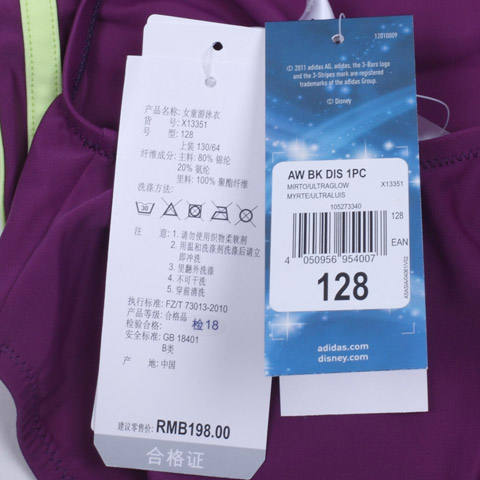 产品名称: 女童游泳衣
货 号: X13351
号 型: 128
上装 130/64
纤维成分: 主料: 80% 锦纶
20% 氨纶
里料: 100% 聚酯纤维
洗涤方法:
30
注 意: 1. 请勿使用织物柔软剂
2. 用温和洗涤剂洗涤后请立即冲洗
3. 里翻外洗涤
4. 不可干洗
5. 穿前清洗
执行标准: FZ/T 73013-2010
产品等级: 合格品
检验合格: 检18
安全标准: GB 18401
B类
产 地: 中国
建议零售价: RMB198.00
合格证
12810009
© 2011 adidas AG. adidas, the 3-Bars logo
and the 3-Stripes mark are registered
trademarks of the adidas Group.
© Disney
AW BK DIS 1PC
MIRTO/ULTRAGLOW X13351
MYRTE/ULTRALUIS
105273340
128
EAN
4 050956 954007
128
adidas.com
disney.com